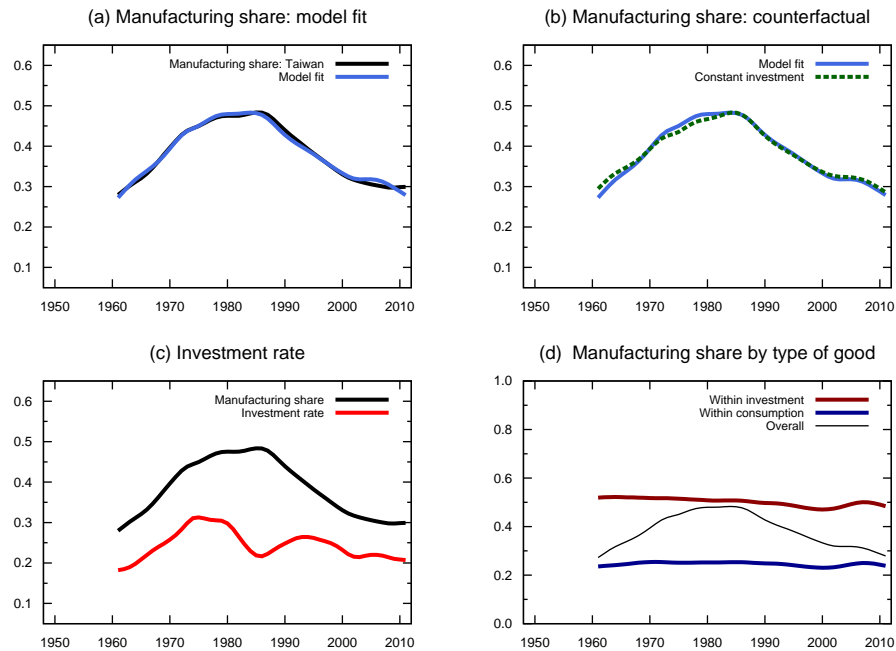 (a) Manufacturing share: model fit
0.6
0.5
0.4
0.3
0.2
0.1
Manufacturing share: Taiwan
Model fit
1950 1960 1970 1980 1990 2000 2010
(b) Manufacturing share: counterfactual
0.6
0.5
0.4
0.3
0.2
0.1
Model fit
Constant investment
1950 1960 1970 1980 1990 2000 2010
(c) Investment rate
0.6
0.5
0.4
0.3
0.2
0.1
Manufacturing share
Investment rate
1950 1960 1970 1980 1990 2000 2010
(d) Manufacturing share by type of good
1.0
0.8
0.6
0.4
0.2
0.0
Within investment
Within consumption
Overall
1950 1960 1970 1980 1990 2000 2010